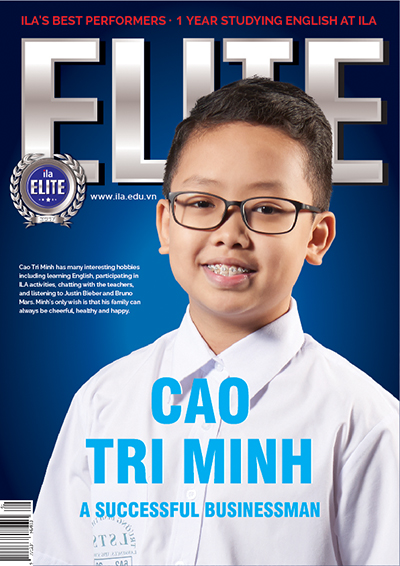 ILA'S BEST PERFORMERS · 1 YEAR STUDYING ENGLISH AT ILA
ELITE
ila
ELITE
www.ila.edu.vn
Cao Tri Minh has many interesting hobbies
including learning English, participating in
ILA activities, chatting with the teachers,
and listening to Justin Bieber and Bruno
Mars. Minh's only wish is that his family can
always be cheerful, healthy and happy.
CAO
TRI MINH
A SUCCESSFUL BUSINESSMAN